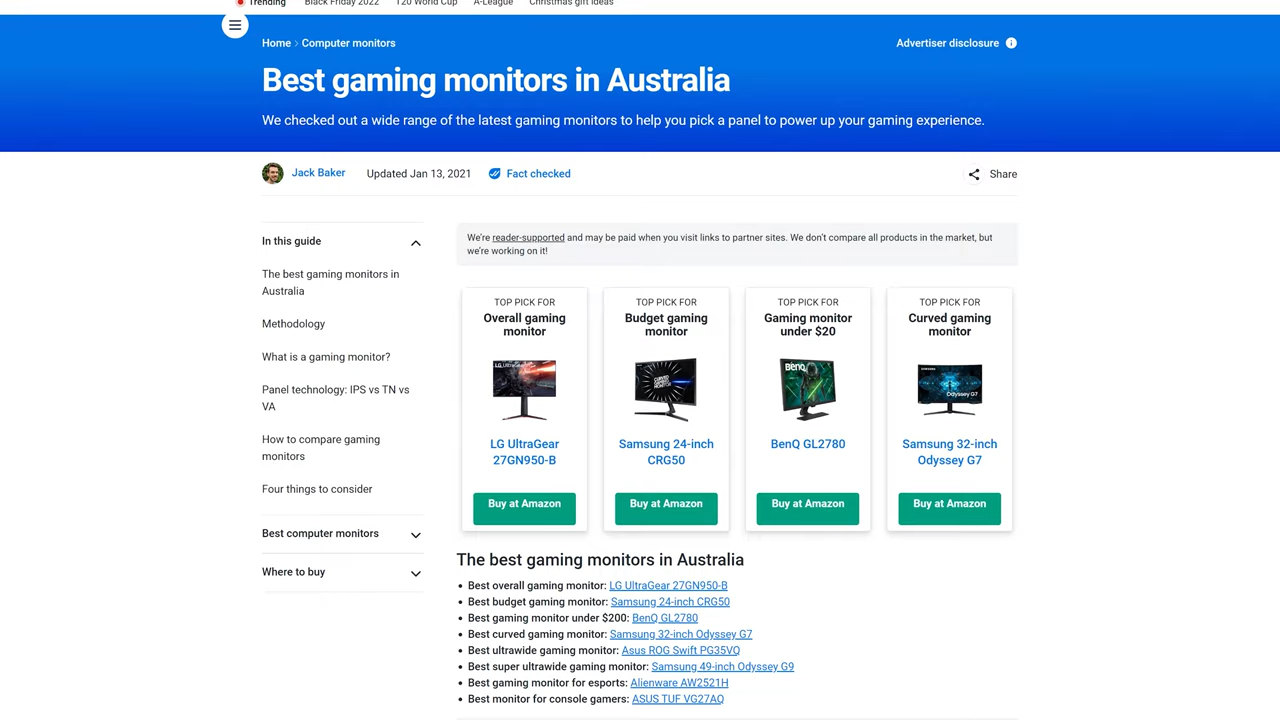 Trending Black Friday 2022 T20 World Cup A-League Christmas gift ideas
Home > Computer monitors
Advertiser disclosure
Best gaming monitors in Australia
We checked out a wide range of the latest gaming monitors to help you pick a panel to power up your gaming experience.
Jack Baker Updated Jan 13, 2021 Fact checked
Share
In this guide
The best gaming monitors in
Australia
Methodology
What is a gaming monitor?
Panel technology: IPS vs TN vs
VA
How to compare gaming
monitors
Four things to consider
Best computer monitors
Where to buy
We're reader-supported and may be paid when you visit links to partner sites. We don't compare all products in the market, but
we're working on it!
TOP PICK FOR
Overall gaming
monitor
LG UltraGear
LG UltraGear
27GN950-B
Buy at Amazon
TOP PICK FOR
Budget gaming
monitor
CURVED
GAMING
MONITOR
Samsung 24-inch
CRG50
Buy at Amazon
TOP PICK FOR
Gaming monitor
under $20
BenQ
BenQ GL2780
Buy at Amazon
TOP PICK FOR
Curved gaming
monitor
SAMSUNG
Odyssey G7
Samsung 32-inch
Odyssey G7
Buy at Amazon
The best gaming monitors in Australia
• Best overall gaming monitor: LG UltraGear 27GN950-B
• Best budget gaming monitor: Samsung 24-inch CRG50
• Best gaming monitor under $200: BenQ GL2780
• Best curved gaming monitor: Samsung 32-inch Odyssey G7
• Best ultrawide gaming monitor: Asus ROG Swift PG35VQ
• Best super ultrawide gaming monitor: Samsung 49-inch Odyssey G9
• Best gaming monitor for esports: Alienware AW2521H
• Best monitor for console gamers: ASUS TUF VG27AQ